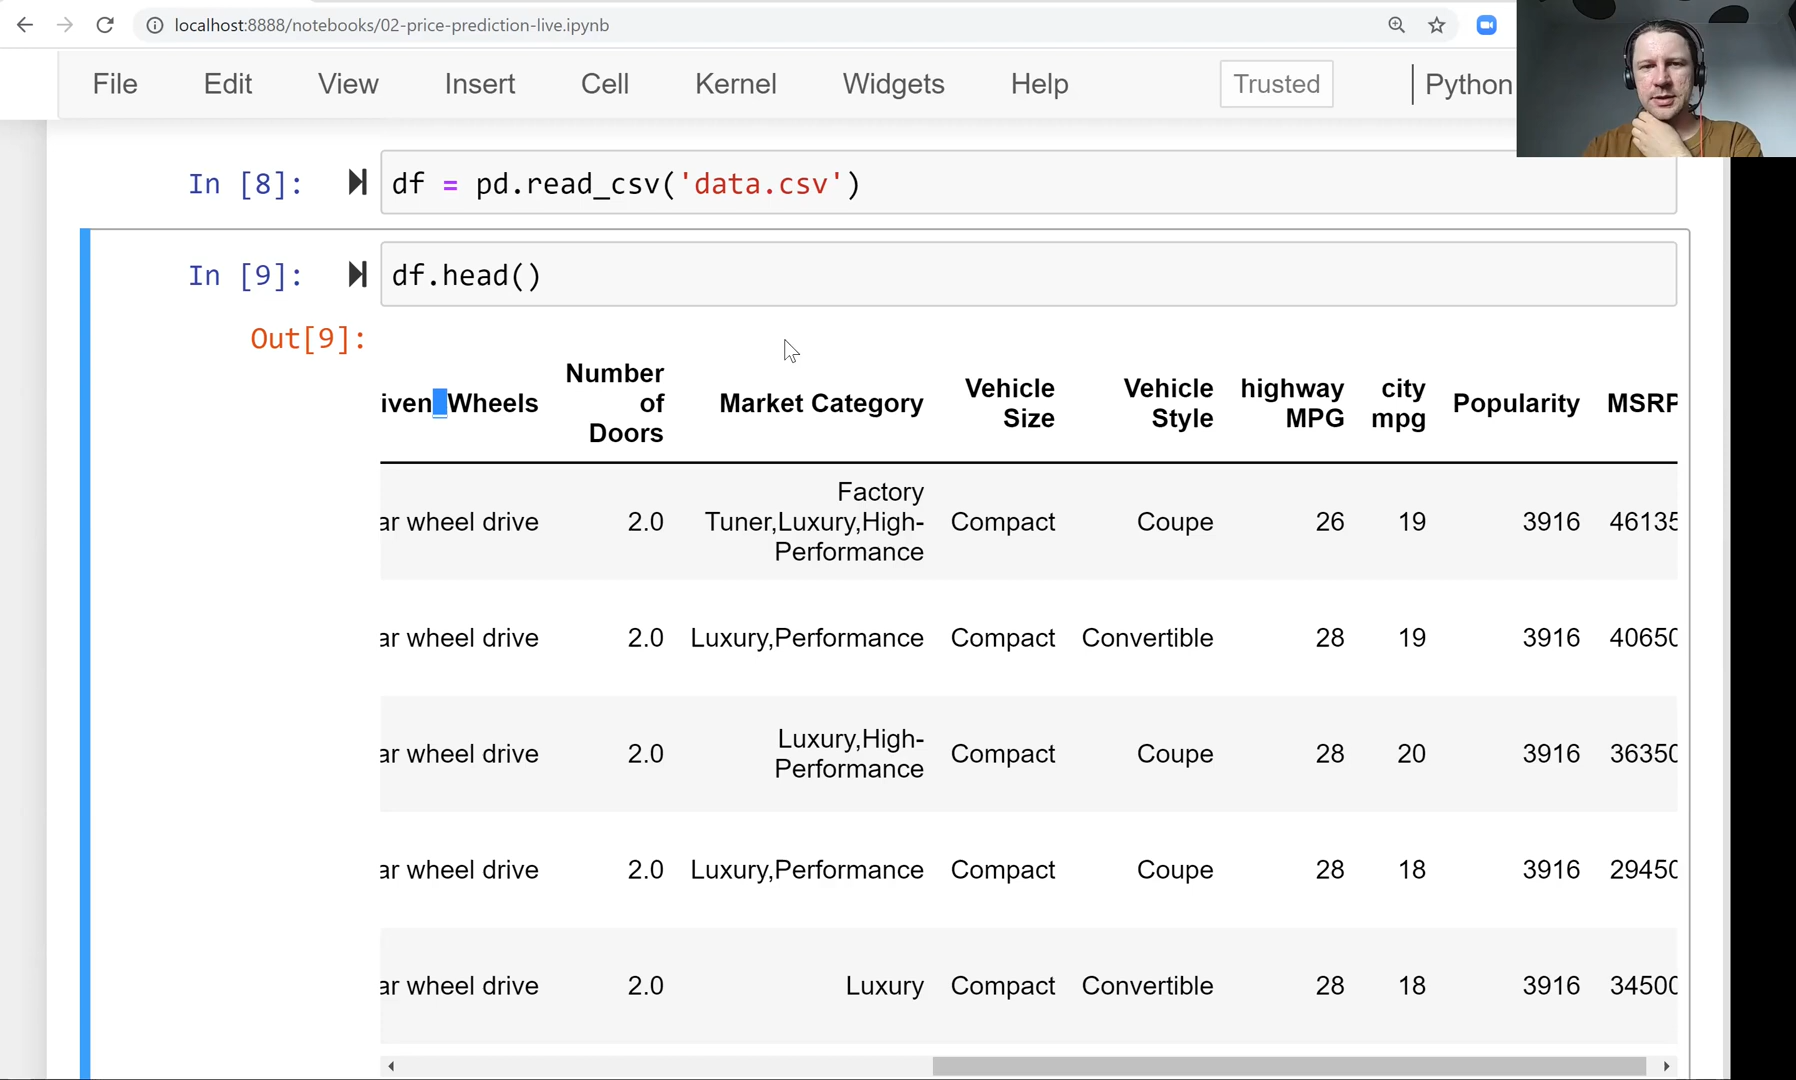 localhost:8888/notebooks/02-price-prediction-live.ipynb
File Edit View Insert Cell Kernel Widgets Help Trusted Python
In [8]: df = pd.read_csv('data.csv')
In [9]: df.head()
Out[9]:
iven_Wheels Number of Doors Market Category Vehicle Size Vehicle Style highway MPG city mpg Popularity MSRP
ar wheel drive 2.0 Factory Tuner,Luxury,High-Performance Compact Coupe 26 19 3916 46135
ar wheel drive 2.0 Luxury,Performance Compact Convertible 28 19 3916 40650
ar wheel drive 2.0 Luxury,High-Performance Compact Coupe 28 20 3916 36350
ar wheel drive 2.0 Luxury,Performance Compact Coupe 28 18 3916 29450
ar wheel drive 2.0 Luxury Compact Convertible 28 18 3916 34500